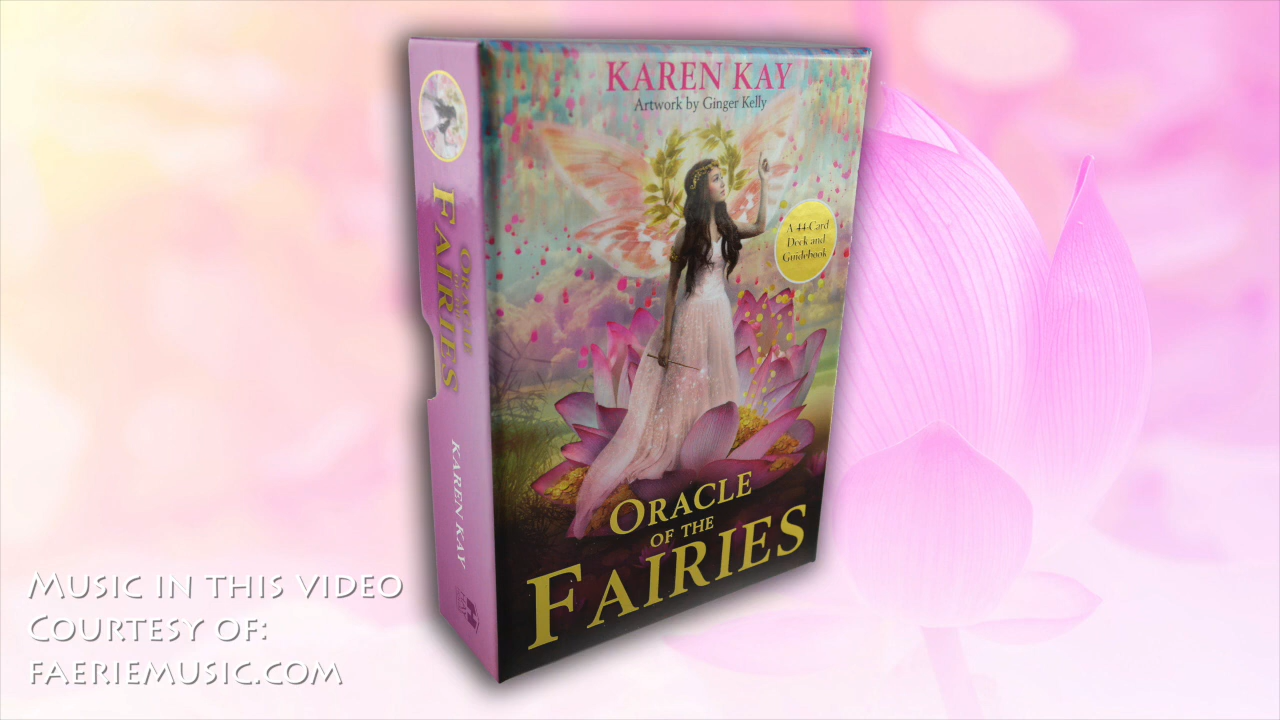 KAREN KAY
Artwork by Ginger Kelly
A 44-Card
Deck and
Guidebook
ORACLE
OF THE
FAIRIES
ORACLE
OF THE
FAIRIES
KAREN KAY
MUSIC IN THIS VIDEO
COURTESY OF:
FAERIEMUSIC.COM